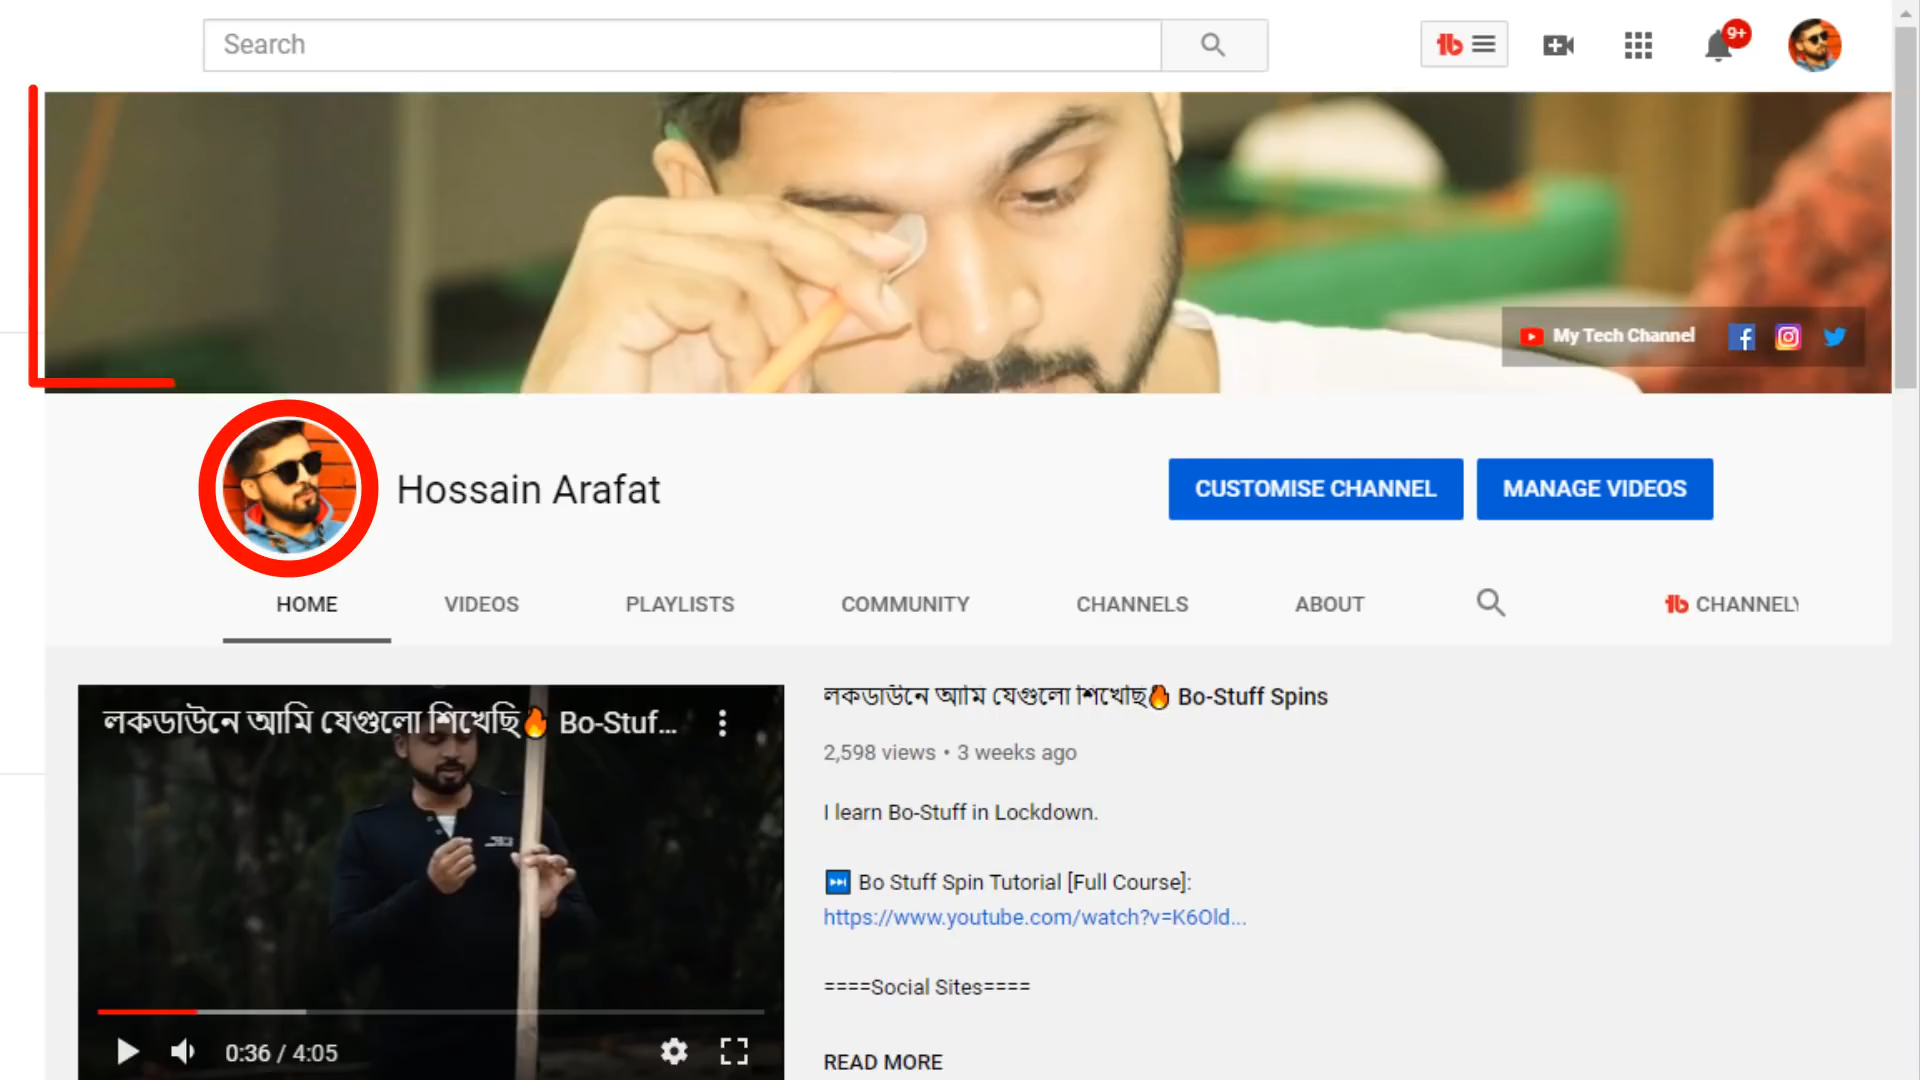 Search
9+
My Tech Channel
Hossain Arafat
CUSTOMISE CHANNEL
MANAGE VIDEOS
HOME
VIDEOS
PLAYLISTS
COMMUNITY
CHANNELS
ABOUT
CHANNELY
লকডাউনে আমি যেগুলো শিখেছি🔥 Bo-Stuf...
0:36 / 4:05
লকডাউনে আমি যেগুলো শিখেছি🔥 Bo-Stuff Spins
2,598 views • 3 weeks ago
I learn Bo-Stuff in Lockdown.
⏭ Bo Stuff Spin Tutorial [Full Course]:
https://www.youtube.com/watch?v=K6Old...
====Social Sites====
READ MORE